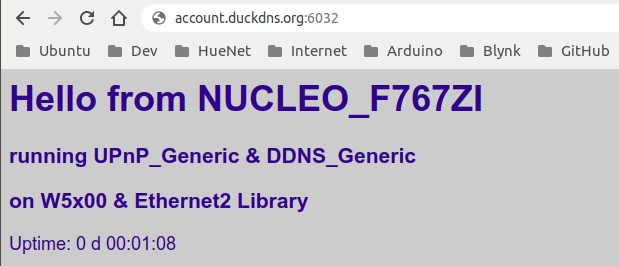 account.duckdns.org:6032
Ubuntu Dev HueNet Internet Arduino Blynk GitHub
Hello from NUCLEO_F767ZI
running UPnP_Generic & DDNS_Generic
on W5x00 & Ethernet2 Library
Uptime: 0 d 00:01:08